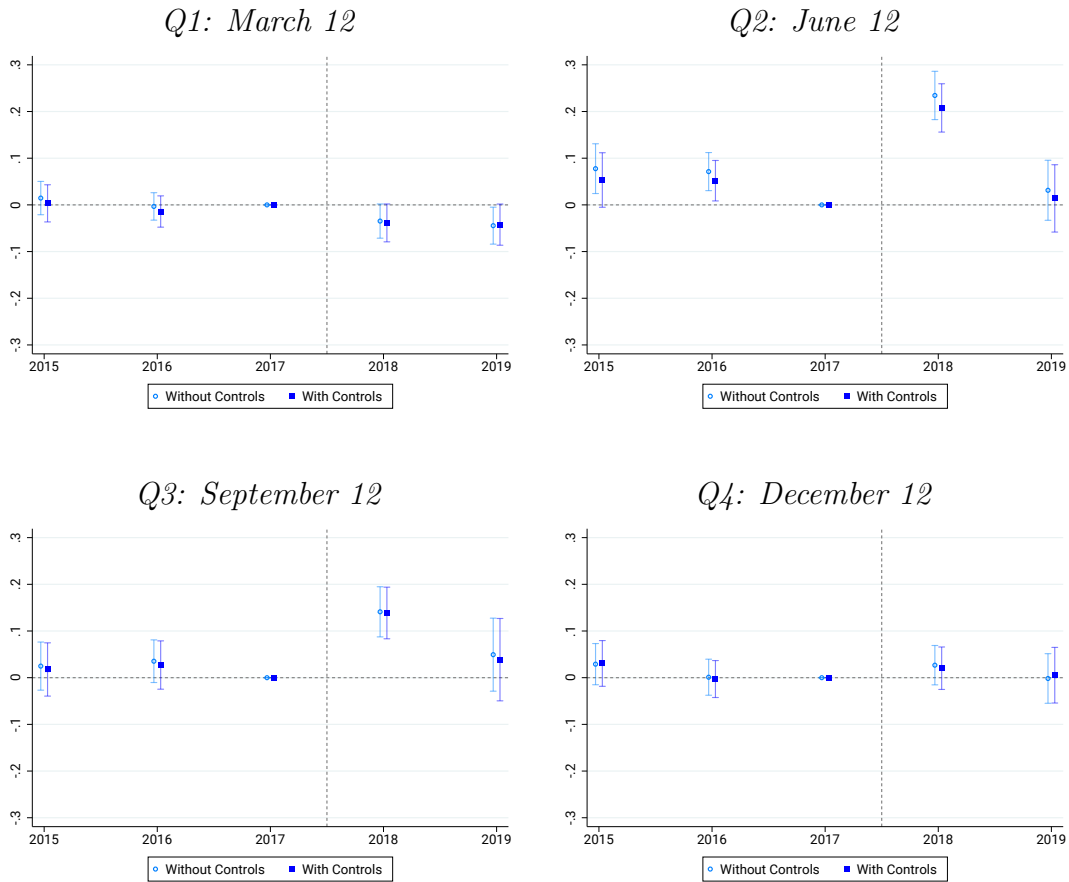 Q1: March 12
.3
.2
.1
0
-.1
-.2
-.3
2015 2016 2017 2018 2019
Without Controls With Controls
Q2: June 12
.3
.2
.1
0
-.1
-.2
-.3
2015 2016 2017 2018 2019
Without Controls With Controls
Q3: September 12
.3
.2
.1
0
-.1
-.2
-.3
2015 2016 2017 2018 2019
Without Controls With Controls
Q4: December 12
.3
.2
.1
0
-.1
-.2
-.3
2015 2016 2017 2018 2019
Without Controls With Controls